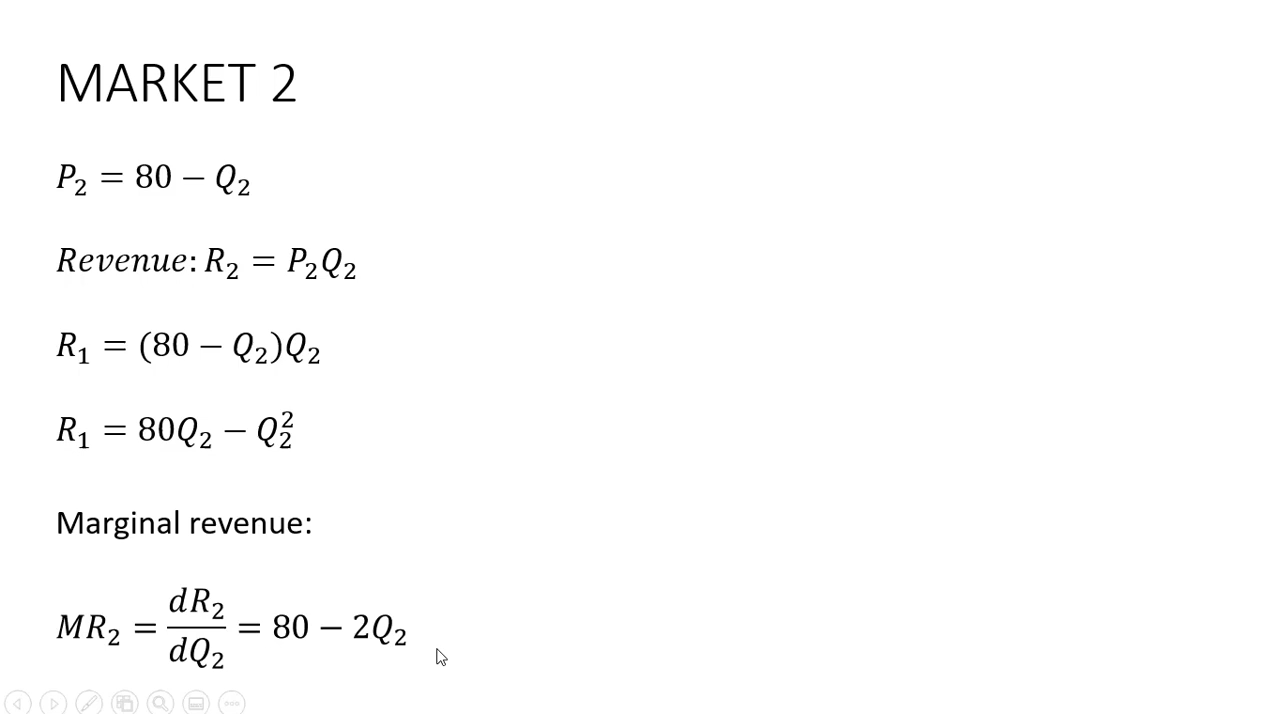 MARKET 2
P₂ = 80 − Q₂
Revenue: R₂ = P₂Q₂
R₁ = (80 − Q₂)Q₂
R₁ = 80Q₂ − Q₂²
Marginal revenue:
MR₂ = dR₂/dQ₂ = 80 − 2Q₂